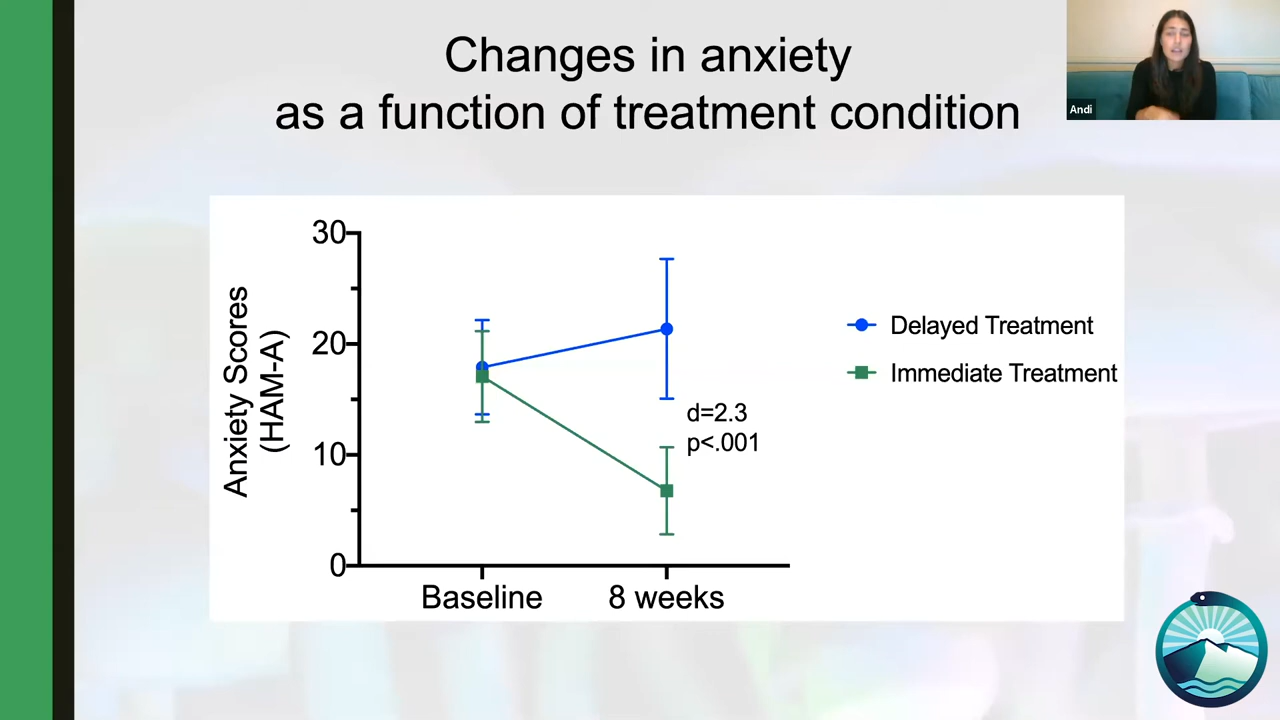 Changes in anxiety
as a function of treatment condition
Andi
30
20
10
0
Anxiety Scores
(HAM-A)
Delayed Treatment
Immediate Treatment
d=2.3
p<.001
Baseline
8 weeks